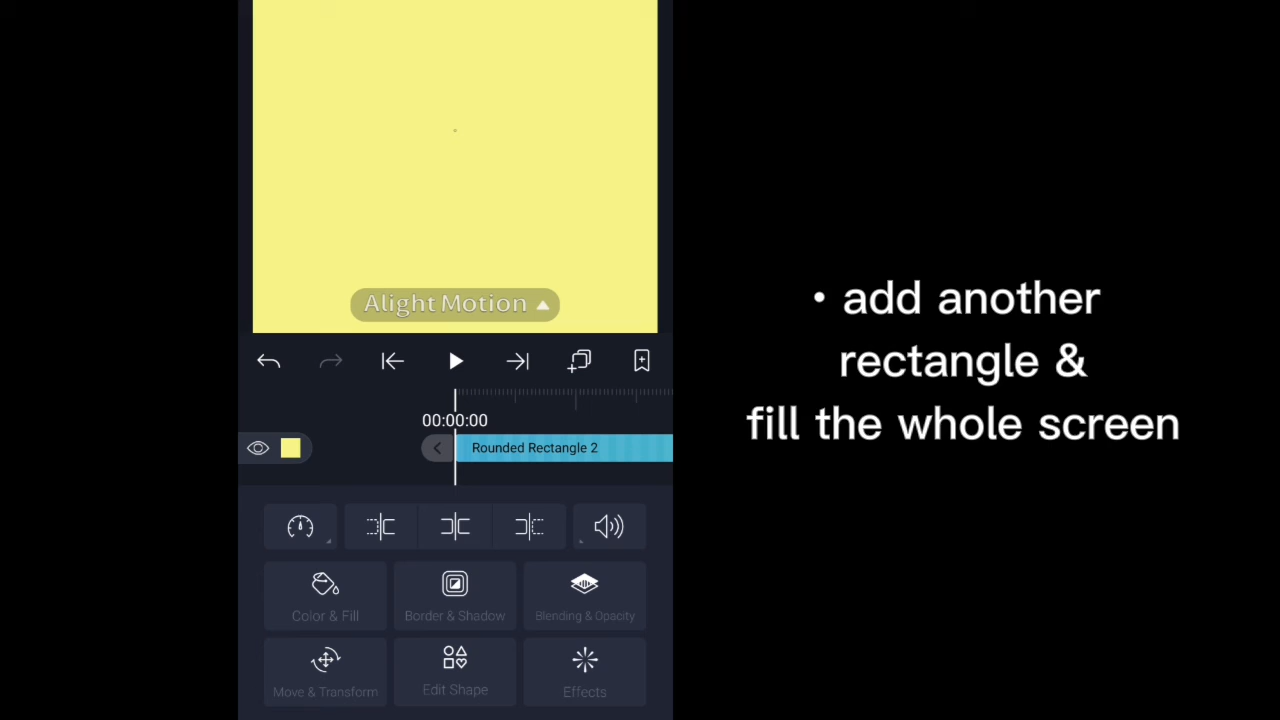 Alight Motion
00:00:00
Rounded Rectangle 2
Color & Fill
Border & Shadow
Blending & Opacity
Move & Transform
Edit Shape
Effects
• add another
rectangle &
fill the whole screen